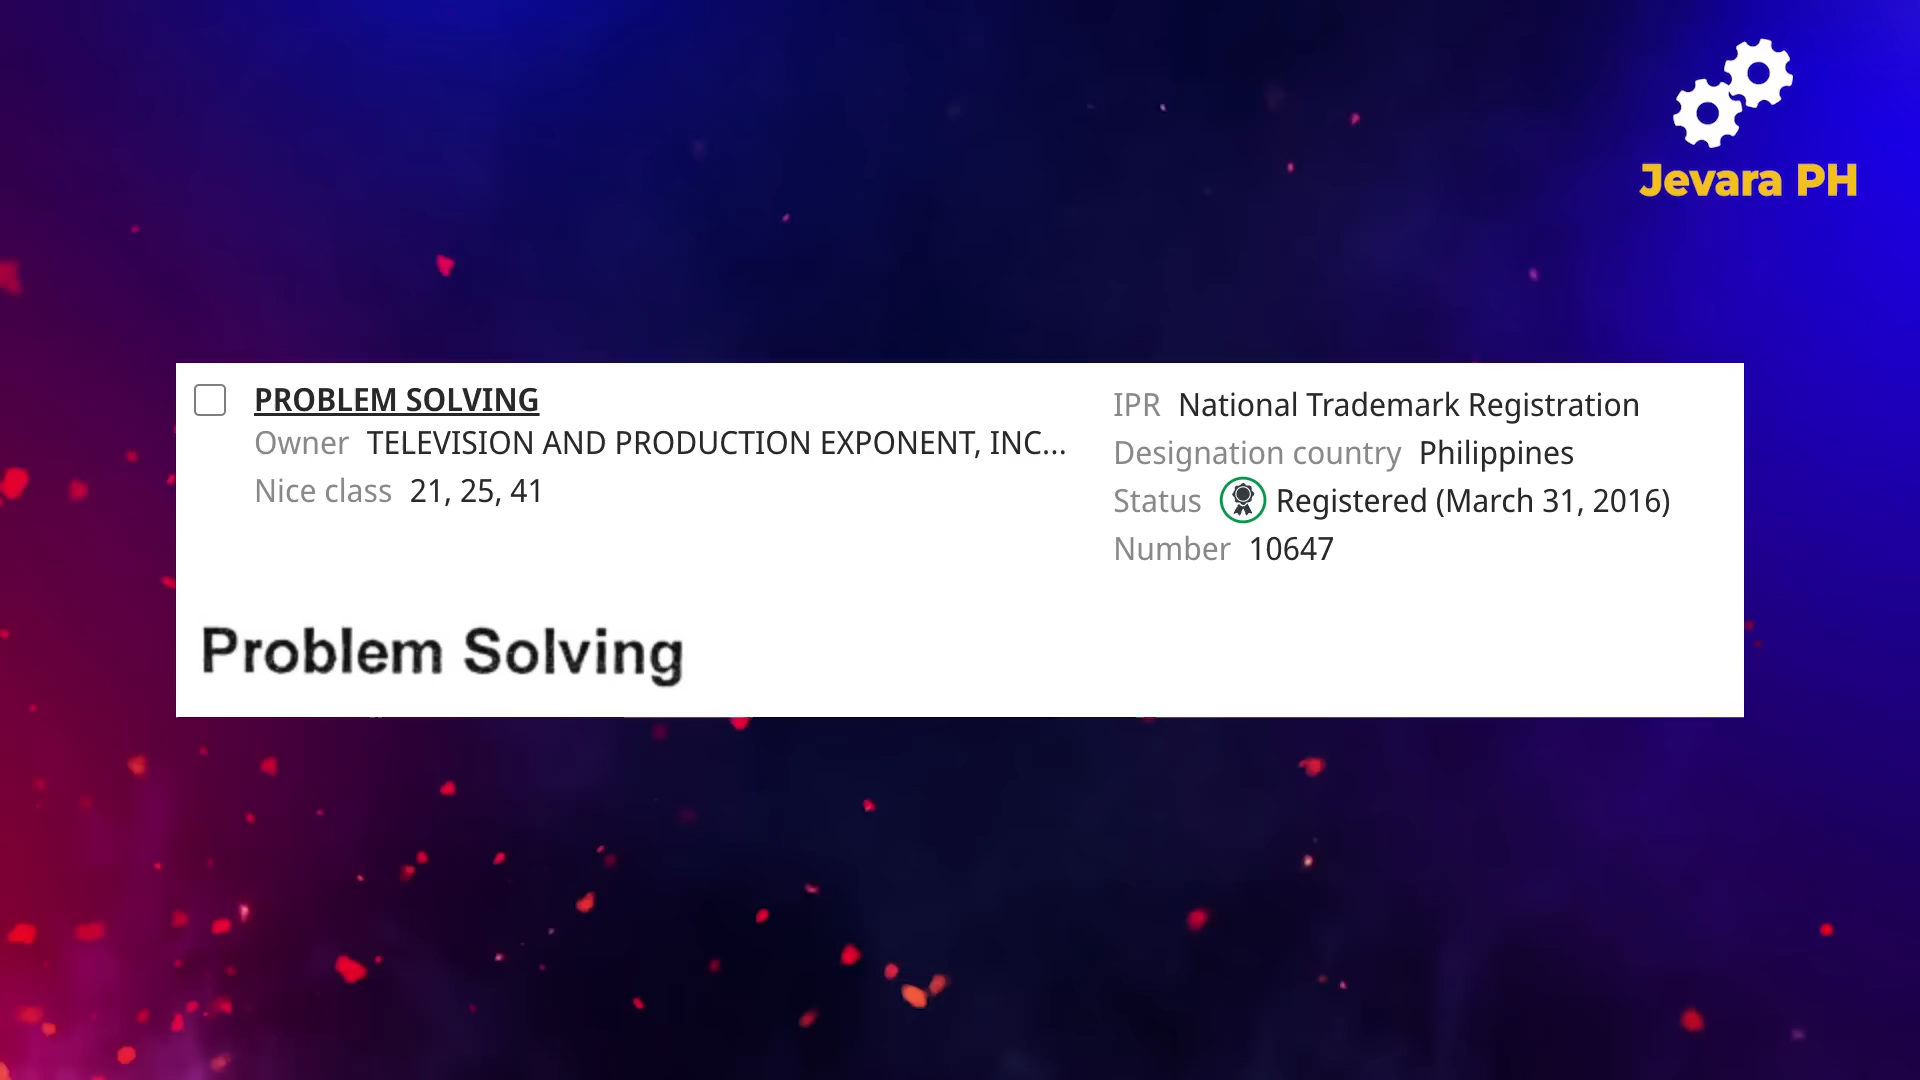 Jevara PH
PROBLEM SOLVING
Owner TELEVISION AND PRODUCTION EXPONENT, INC...
Nice class 21, 25, 41
IPR National Trademark Registration
Designation country Philippines
Status Registered (March 31, 2016)
Number 10647
Problem Solving